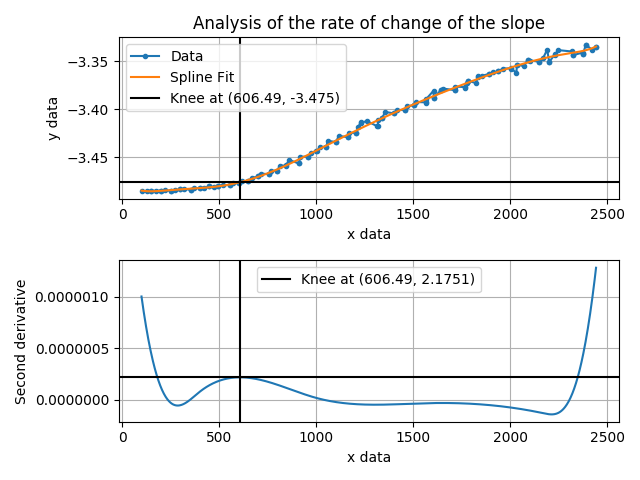 Analysis of the rate of change of the slope
Data
Spline Fit
Knee at (606.49, -3.475)
y data
−3.35
−3.40
−3.45
0 500 1000 1500 2000 2500
x data
Knee at (606.49, 2.1751)
Second derivative
0.0000010
0.0000005
0.0000000
0 500 1000 1500 2000 2500
x data